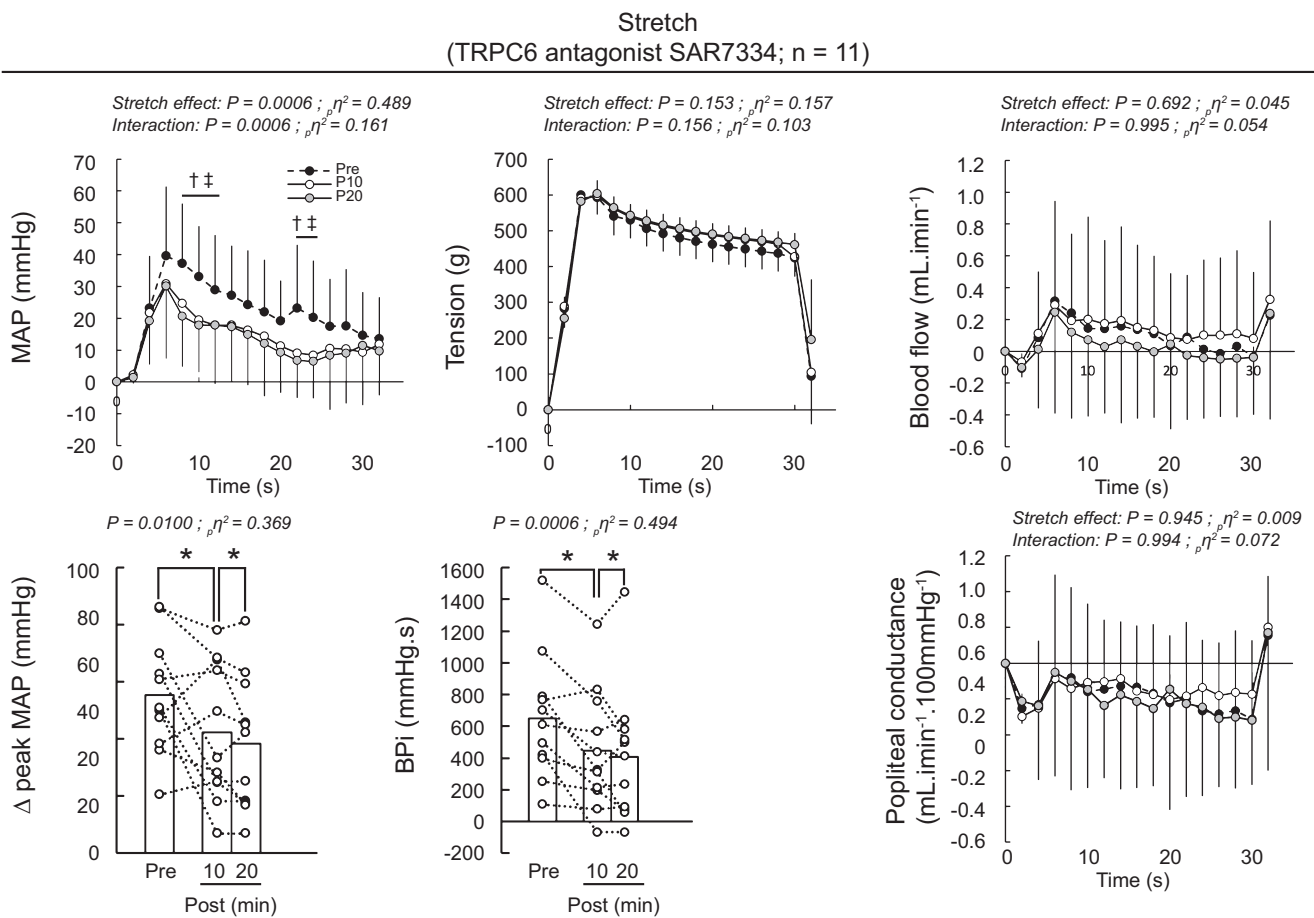 Stretch
(TRPC6 antagonist SAR7334; n = 11)
Stretch effect: P = 0.0006 ; pη² = 0.489
Interaction: P = 0.0006 ; pη² = 0.161
MAP (mmHg)
70
60
50
40
30
20
10
0
-10
-20
† ‡
† ‡
Pre
P10
P20
0
0
10
20
30
Time (s)
Stretch effect: P = 0.153 ; pη² = 0.157
Interaction: P = 0.156 ; pη² = 0.103
Tension (g)
700
600
500
400
300
200
100
0
-100
0
0
10
20
30
Time (s)
Stretch effect: P = 0.692 ; pη² = 0.045
Interaction: P = 0.995 ; pη² = 0.054
Blood flow (mL.imin⁻¹)
1.2
1.0
0.8
0.6
0.4
0.2
0
-0.2
-0.4
-0.6
0
10
20
30
0
10
20
30
Time (s)
P = 0.0100 ; pη² = 0.369
Δ peak MAP (mmHg)
100
80
60
40
20
20
0
* *
Pre 10 20
Post (min)
P = 0.0006 ; pη² = 0.494
BPi (mmHg.s)
1600
1400
1200
1000
800
600
400
200
0
-200
* *
Pre 10 20
Post (min)
Stretch effect: P = 0.945 ; pη² = 0.009
Interaction: P = 0.994 ; pη² = 0.072
Popliteal conductance
(mL.imin⁻¹.100mmHg⁻¹)
1.2
1.0
0.8
0.6
0.4
0.2
0
-0.2
-0.4
-0.6
0
10
20
30
Time (s)